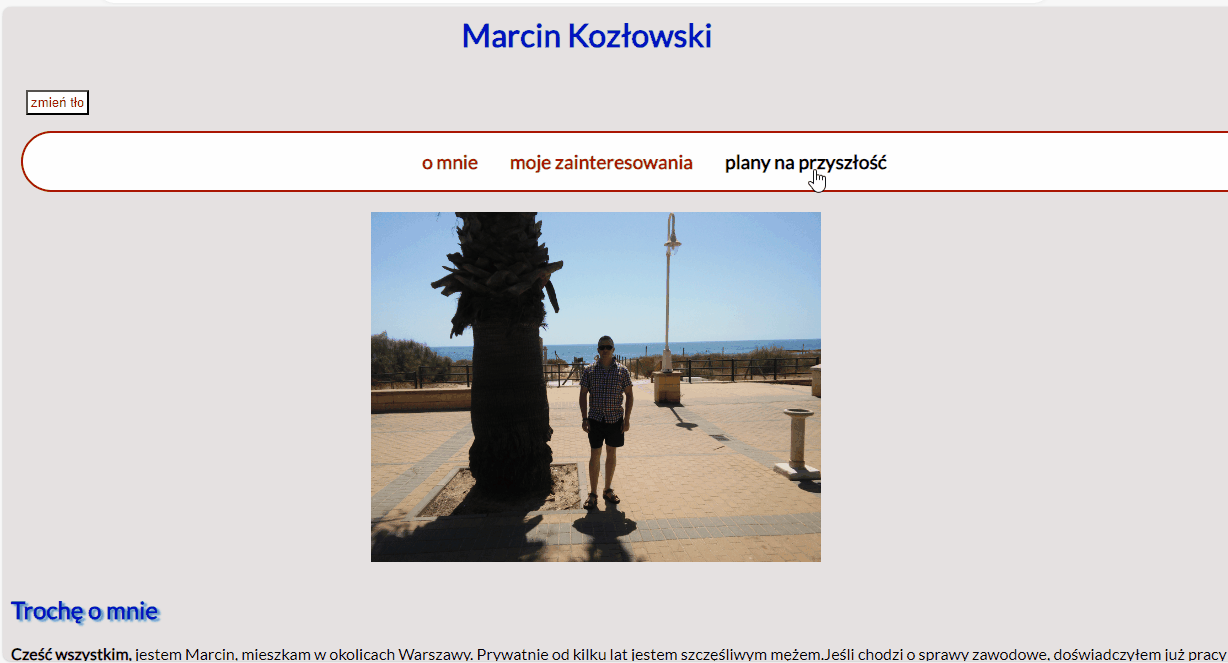 Marcin Kozłowski
zmień tło
o mnie moje zainteresowania plany na przyszłość
Trochę o mnie
Cześć wszystkim, jestem Marcin, mieszkam w okolicach Warszawy. Prywatnie od kilku lat jestem szczęśliwym mężem.Jeśli chodzi o sprawy zawodowe, doświadczyłem już pracy